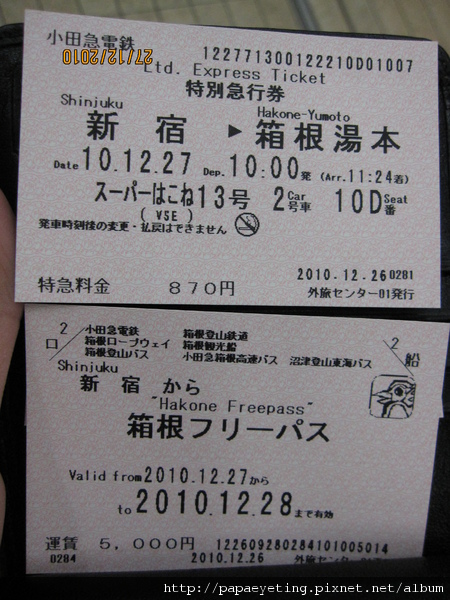 小田急電鉄
27/12/2010
122771300122210D01007
Ltd. Express Ticket
特別急行券
Shinjuku
Hakone-Yumoto
新 宿 ▶ 箱根湯本
Date 10.12.27 Dep. 10:00発 (Arr. 11:24着)
スーパーはこね13号 2 Car 号車 10D Seat 番
( VSE )
発車時刻後の変更・払戻はできません
2010.12.26 0281
特急料金 870円
外旅センター01発行
2 口
小田急電鉄 箱根登山鉄道
箱根ロープウェイ 箱根観光船
箱根登山バス 小田急箱根高速バス 沼津登山東海バス
2 船
Shinjuku
新 宿 から
"Hakone Freepass"
箱根フリーパス
Valid from 2010.12.27から
to 2010.12.28まで有効
運賃 5,000円 122609280284101005014
0284 2010.12.26 外旅センター
http://papaeyeting.pixnet.net/album